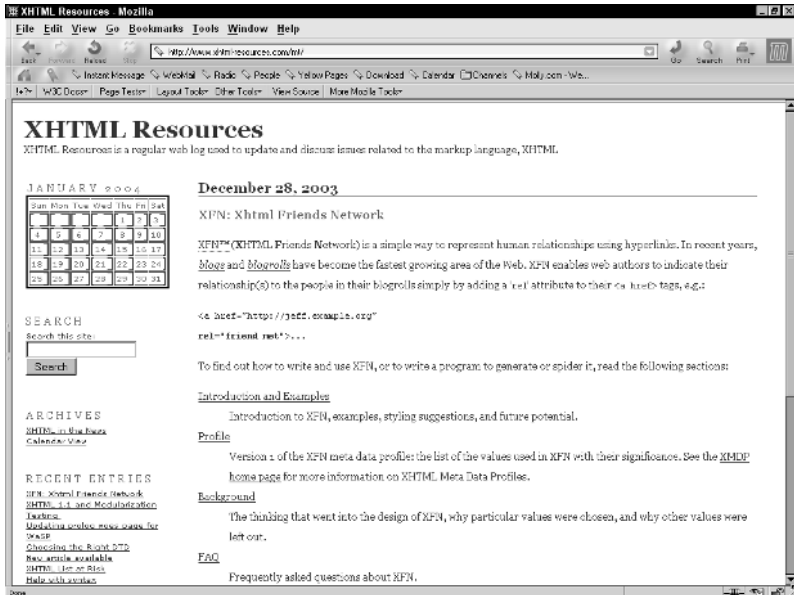 XHTML Resources - Mozilla
File Edit View Go Bookmarks Tools Window Help
Back Forward Reload Stop http://www.xhtml-resources.com/mt/ Go Search Print
Instant Message WebMail Radio People Yellow Pages Download Calendar Channels Molly.com - We...
W3C Docs Page Tests Layout Tools Other Tools View Source More Mozilla Tools
XHTML Resources
XHTML Resources is a regular web log used to update and discuss issues related to the markup language, XHTML
JANUARY 2004
Sun Mon Tue Wed Thu Fri Sat
1 2 3
4 5 6 7 8 9 10
11 12 13 14 15 16 17
18 19 20 21 22 23 24
25 26 27 28 29 30 31
SEARCH
Search this site:
Search
ARCHIVES
XHTML in the News
Calendar View
RECENT ENTRIES
XFN: Xhtml Friends Network
XHTML 1.1 and Modularization
Testing
Updating prolog woes page for
WaSP
Choosing the Right DTD
New article available
XHTML List at Risk
Help with syntax
December 28, 2003
XFN: Xhtml Friends Network
XFN™ (XHTML Friends Network) is a simple way to represent human relationships using hyperlinks. In recent years,
blogs and blogrolls have become the fastest growing area of the Web. XFN enables web authors to indicate their
relationship(s) to the people in their blogrolls simply by adding a 'rel' attribute to their <a href> tags, e.g.:
<a href="http://jeff.example.org"
rel="friend met">...
To find out how to write and use XFN, or to write a program to generate or spider it, read the following sections:
Introduction and Examples
Introduction to XFN, examples, styling suggestions, and future potential.
Profile
Version 1 of the XFN meta data profile: the list of the values used in XFN with their significance. See the XMDP
home page for more information on XHTML Meta Data Profiles.
Background
The thinking that went into the design of XFN, why particular values were chosen, and why other values were
left out.
FAQ
Frequently asked questions about XFN.
Done